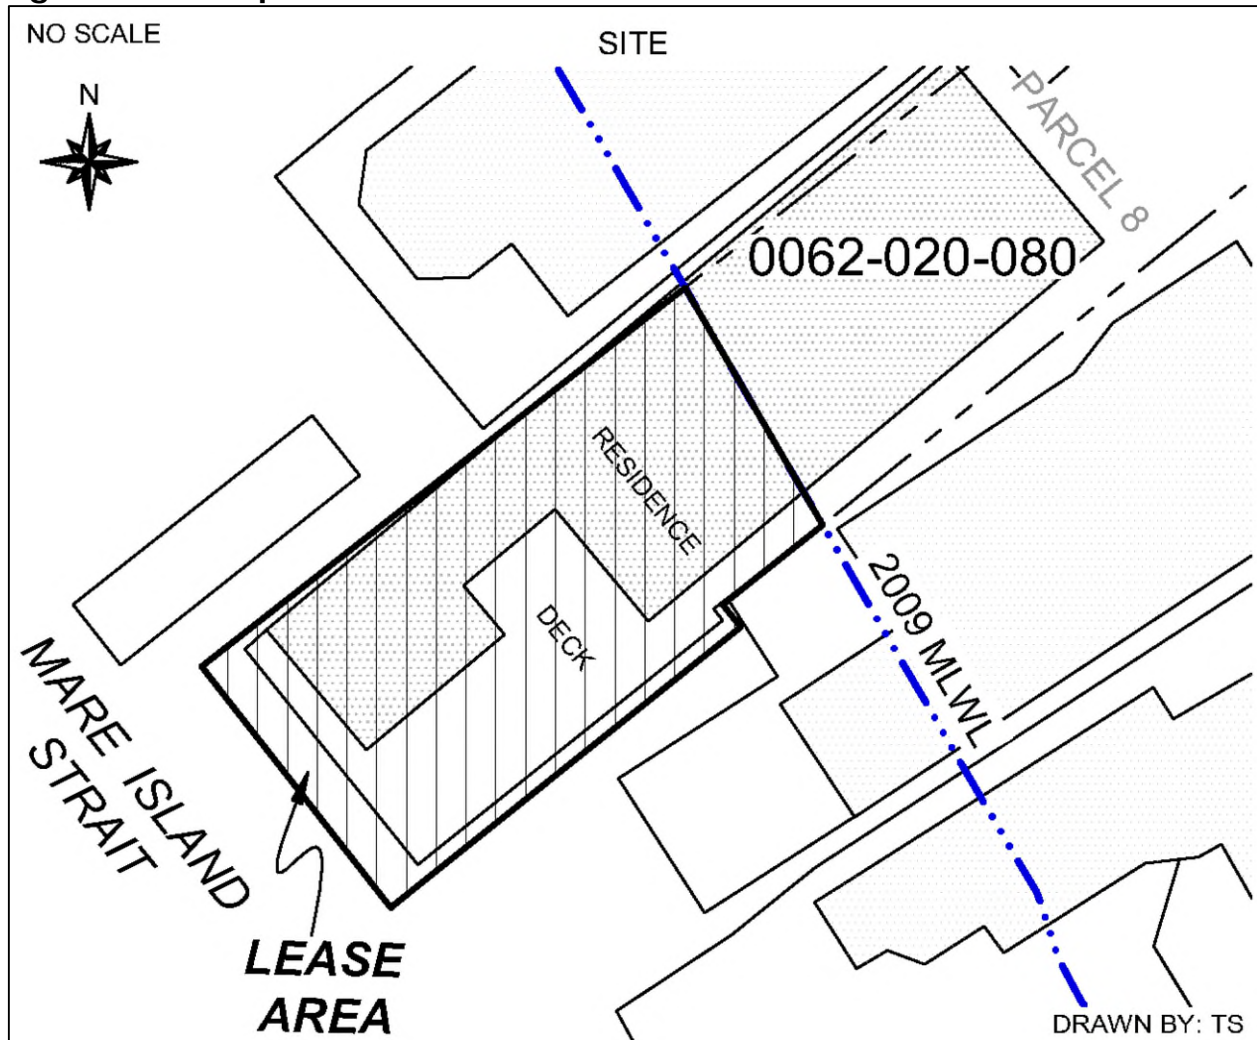 NO SCALE
SITE
N
PARCEL 8
0062-020-080
RESIDENCE
DECK
2009 MLWL
MARE ISLAND
STRAIT
LEASE
AREA
DRAWN BY: TS